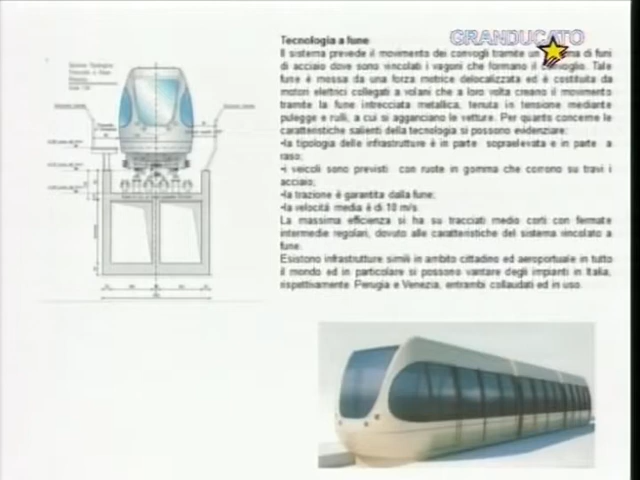 GRANDUCATO
Tecnologia a fune
Il sistema prevede il movimento dei convogli tramite un di funi
di acciaio dove sono vincolati i vagoni che formano il convoglio. Tale
fune è mossa da una forza motrice delocalizzata ed è costituita da
motori elettrici collegati a volani che a loro volta creano il movimento
tramite la fune intrecciata metallica, tenuta in tensione mediante
pulegge e rulli, a cui si agganciano le vetture. Per quanto concerne le
caratteristiche salienti della tecnologia si possono evidenziare:
•la tipologia delle infrastrutture è in parte sopraelevata e in parte a
raso;
•i veicoli sono previsti con ruote in gomma che corrono su travi i
acciaio;
•la trazione è garantita dalla fune;
•la velocità media è di 10 m/s.
La massima efficienza si ha su tracciati medio corti con fermate
intermedie regolari, dovuto alle caratteristiche del sistema vincolato a
fune.
Esistono infrastrutture simili in ambito cittadino ed aeroportuale in tutto
il mondo ed in particolare si possono vantare degli impianti in Italia,
rispettivamente Perugia e Venezia, entrambi collaudati ed in uso.